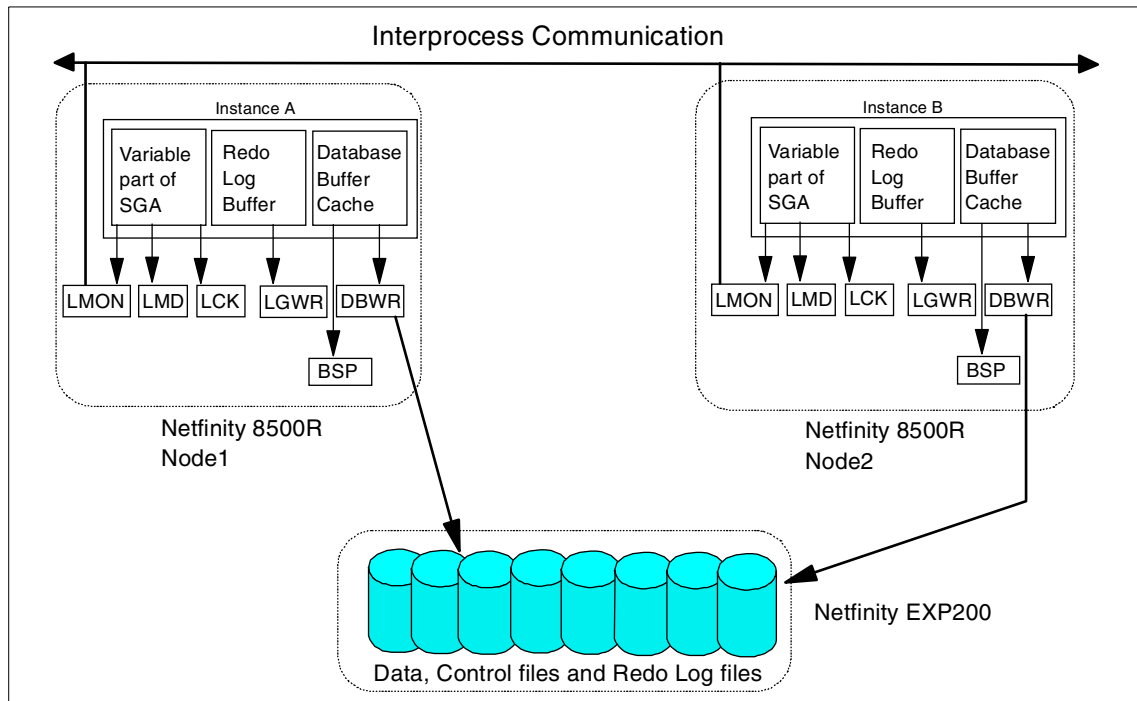 Interprocess Communication
Instance A
Variable
part of
SGA
Redo
Log
Buffer
Database
Buffer
Cache
LMON
LMD
LCK
LGWR
DBWR
BSP
Netfinity 8500R
Node1
Instance B
Variable
part of
SGA
Redo
Log
Buffer
Database
Buffer
Cache
LMON
LMD
LCK
LGWR
DBWR
BSP
Netfinity 8500R
Node2
Netfinity EXP200
Data, Control files and Redo Log files